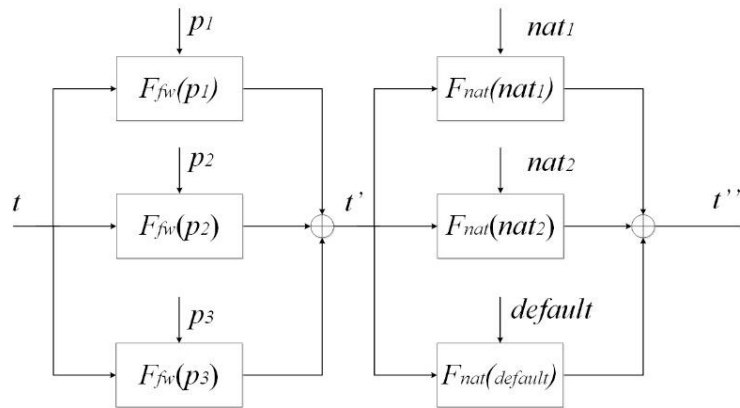 p1 nat1
Ffw(p1) Fnat(nat1)
p2 nat2
t t' t''
Ffw(p2) Fnat(nat2)
p3 default
Ffw(p3) Fnat(default)